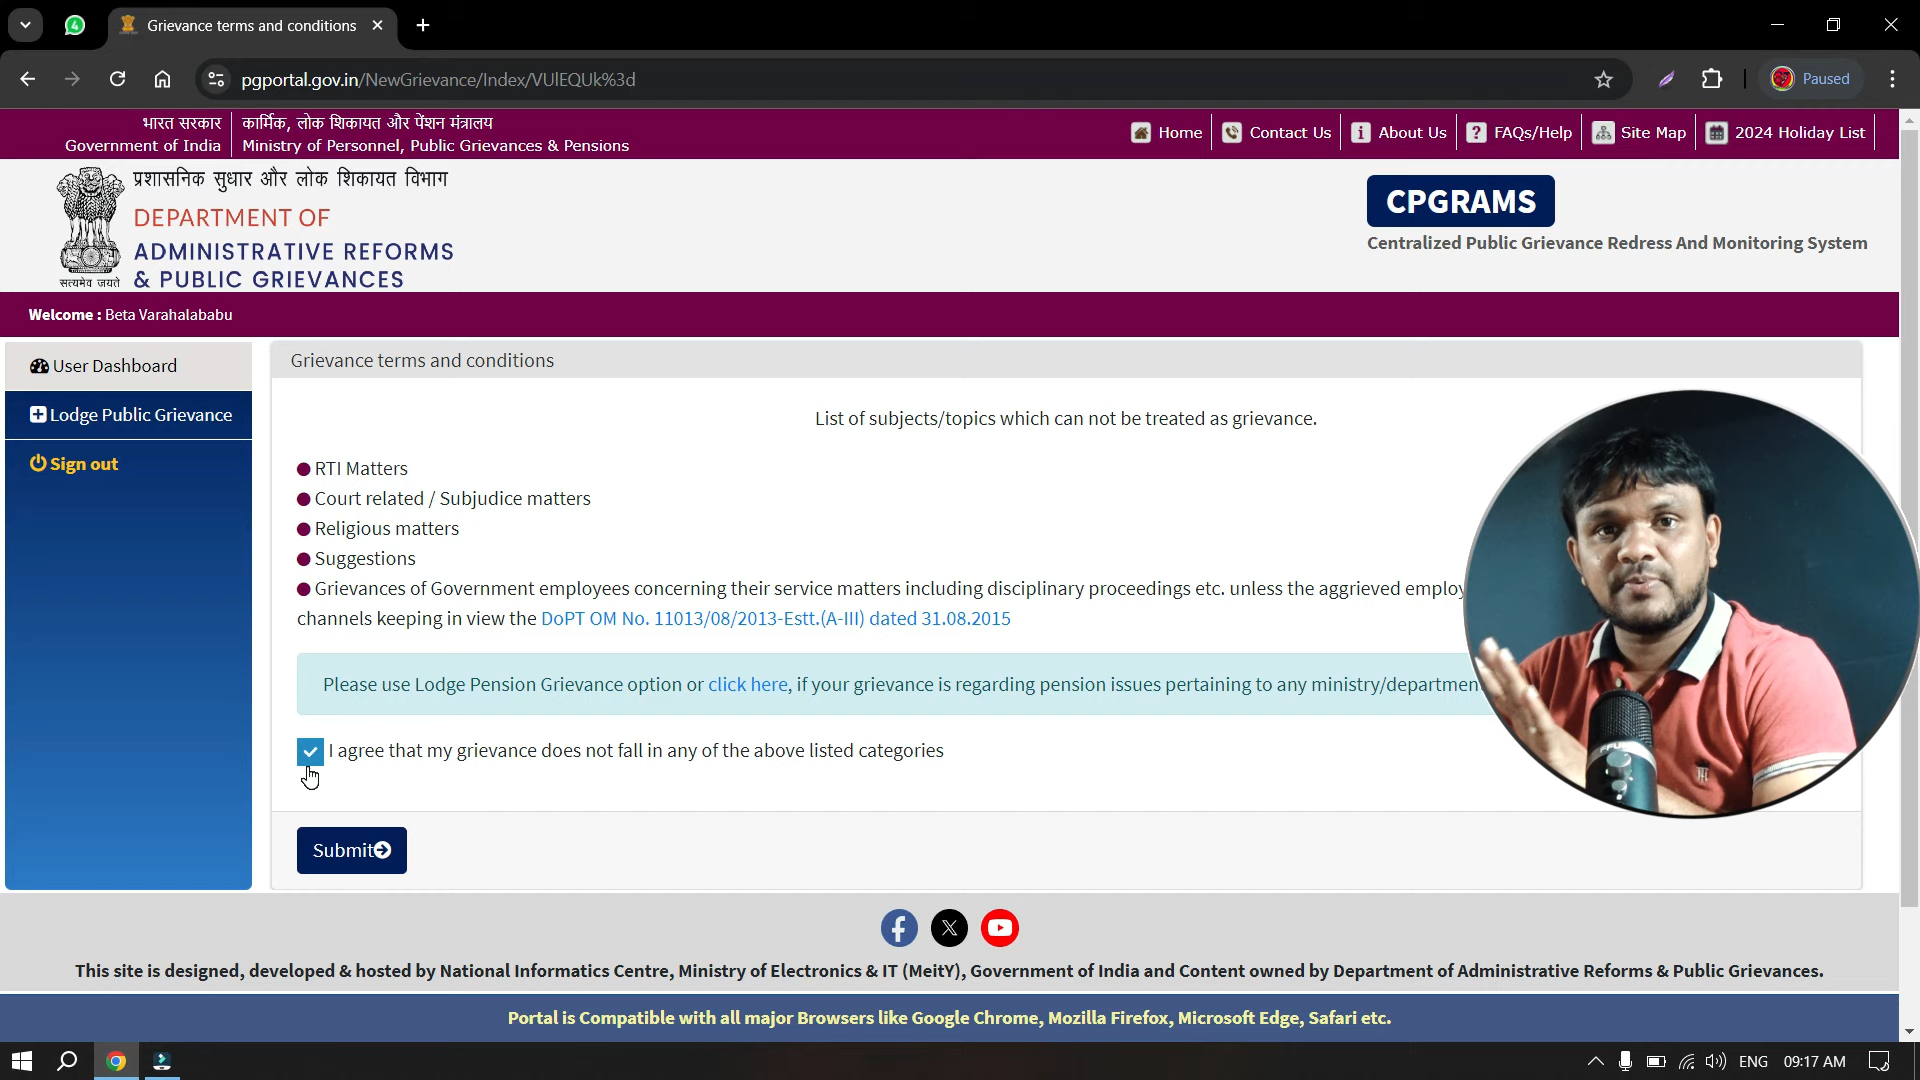 Grievance terms and conditions
pgportal.gov.in/NewGrievance/Index/VUlEQUk%3d
Paused
भारत सरकार
Government of India
कार्मिक, लोक शिकायत और पेंशन मंत्रालय
Ministry of Personnel, Public Grievances & Pensions
Home
Contact Us
About Us
FAQs/Help
Site Map
2024 Holiday List
सत्यमेव जयते
प्रशासनिक सुधार और लोक शिकायत विभाग
DEPARTMENT OF
ADMINISTRATIVE REFORMS
& PUBLIC GRIEVANCES
CPGRAMS
Centralized Public Grievance Redress And Monitoring System
Welcome : Beta Varahalababu
User Dashboard
Lodge Public Grievance
Sign out
Grievance terms and conditions
List of subjects/topics which can not be treated as grievance.
RTI Matters
Court related / Subjudice matters
Religious matters
Suggestions
Grievances of Government employees concerning their service matters including disciplinary proceedings etc. unless the aggrieved employ
channels keeping in view the DoPT OM No. 11013/08/2013-Estt.(A-III) dated 31.08.2015
Please use Lodge Pension Grievance option or click here, if your grievance is regarding pension issues pertaining to any ministry/departmen
I agree that my grievance does not fall in any of the above listed categories
Submit
This site is designed, developed & hosted by National Informatics Centre, Ministry of Electronics & IT (MeitY), Government of India and Content owned by Department of Administrative Reforms & Public Grievances.
Portal is Compatible with all major Browsers like Google Chrome, Mozilla Firefox, Microsoft Edge, Safari etc.
ENG
09:17 AM